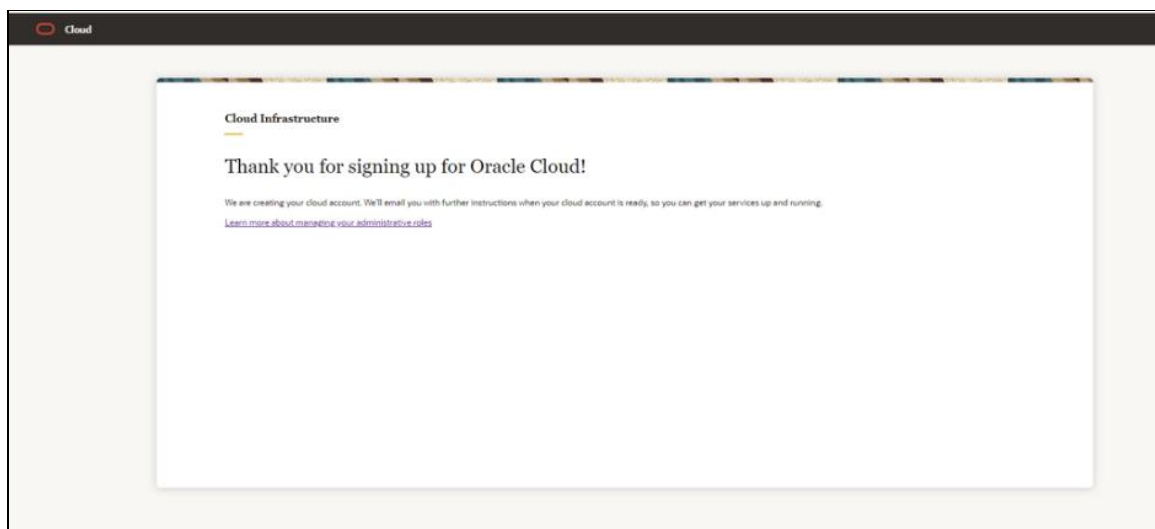 Cloud
Cloud Infrastructure
Thank you for signing up for Oracle Cloud!
We are creating your cloud account. We'll email you with further instructions when your cloud account is ready, so you can get your services up and running.
Learn more about managing your administrative roles